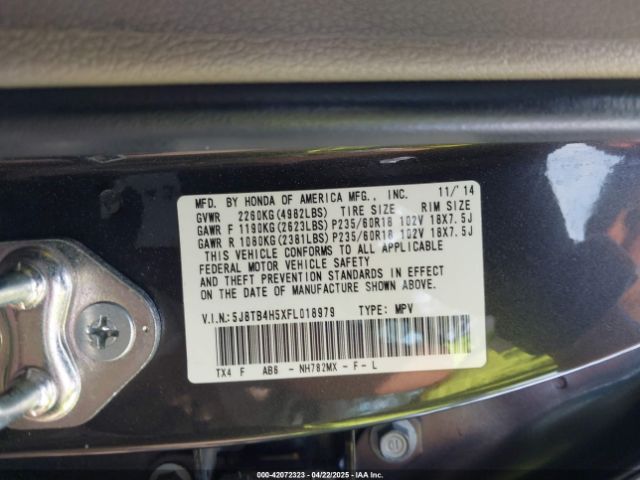 MFD. BY HONDA OF AMERICA MFG., INC. 11/'14
GVWR 2260KG(4982LBS) TIRE SIZE RIM SIZE
GAWR F 1190KG(2623LBS) P235/60R18 102V 18X7.5J
GAWR R 1080KG(2381LBS) P235/60R18 102V 18X7.5J
THIS VEHICLE CONFORMS TO ALL APPLICABLE
FEDERAL MOTOR VEHICLE SAFETY
AND THEFT PREVENTION STANDARDS IN EFFECT
ON THE DATE OF MANUFACTURE SHOWN ABOVE.
V.I.N.: 5J8TB4H5XFL018979 TYPE: MPV
TX4 F AB6 - NH782MX - F - L
000-42072323 - 04/22/2025 - IAA Inc.